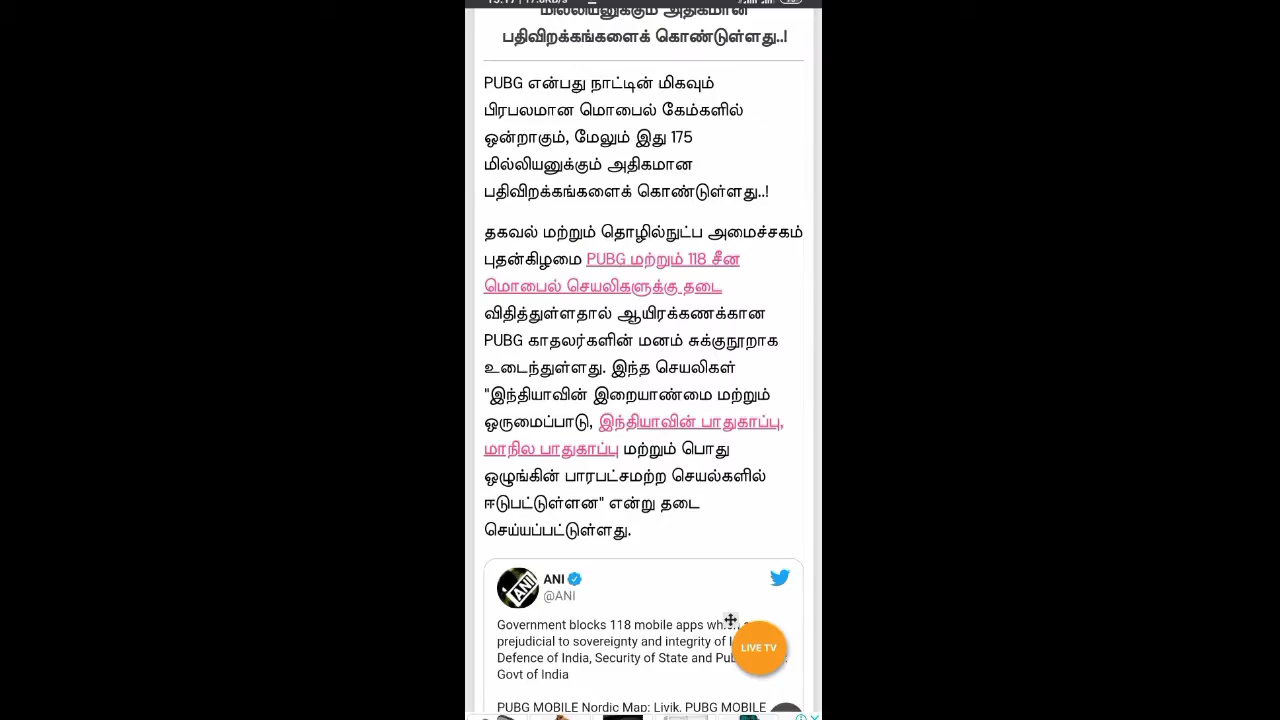 மில்லியனுக்கும் அதிகமான
பதிவிறக்கங்களைக் கொண்டுள்ளது..!
PUBG என்பது நாட்டின் மிகவும்
பிரபலமான மொபைல் கேம்களில்
ஒன்றாகும், மேலும் இது 175
மில்லியனுக்கும் அதிகமான
பதிவிறக்கங்களைக் கொண்டுள்ளது..!
தகவல் மற்றும் தொழில்நுட்ப அமைச்சகம்
புதன்கிழமை PUBG மற்றும் 118 சீன
மொபைல் செயலிகளுக்கு தடை
விதித்துள்ளதால் ஆயிரக்கணக்கான
PUBG காதலர்களின் மனம் சுக்குநூறாக
உடைந்துள்ளது. இந்த செயலிகள்
"இந்தியாவின் இறையாண்மை மற்றும்
ஒருமைப்பாடு, இந்தியாவின் பாதுகாப்பு,
மாநில பாதுகாப்பு மற்றும் பொது
ஒழுங்கின் பாரபட்சமற்ற செயல்களில்
ஈடுபட்டுள்ளன" என்று தடை
செய்யப்பட்டுள்ளது.
ANI
@ANI
Government blocks 118 mobile apps
prejudicial to sovereignty and integrity of
Defence of India, Security of State and
Govt of India
LIVE TV
PUBG MOBILE Nordic Map: Livik, PUBG MOBILE